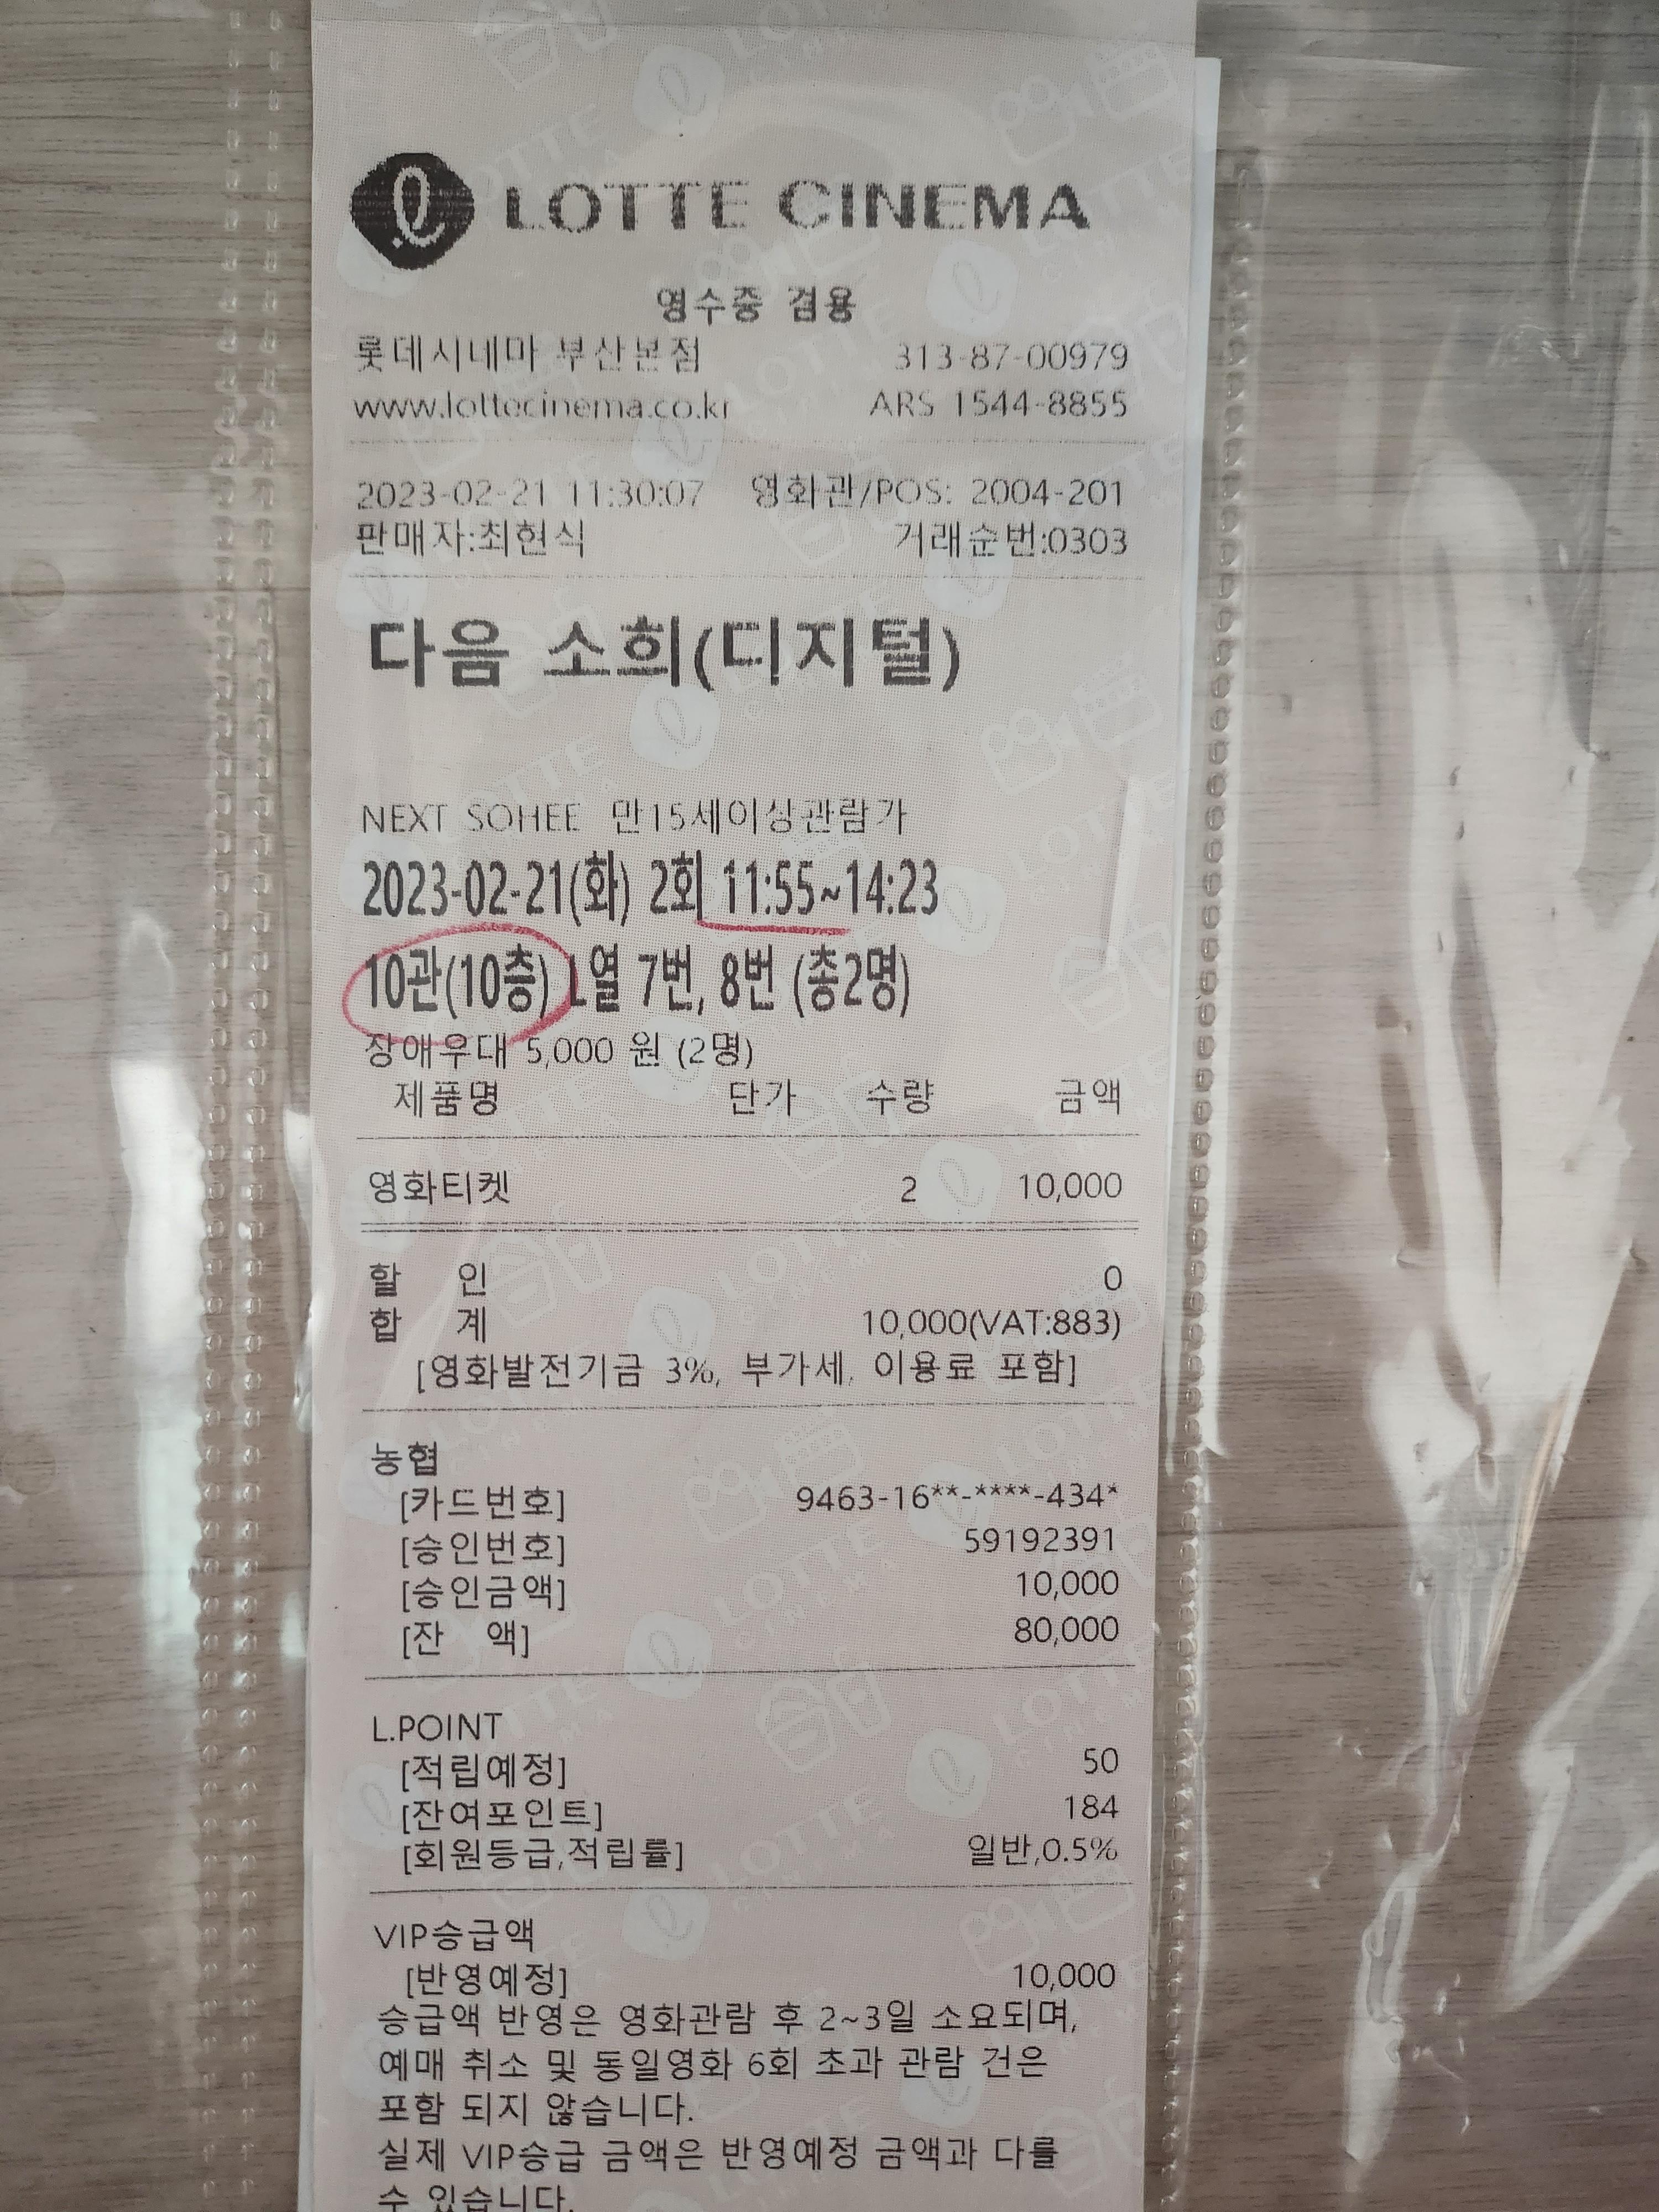 LOTTE CINEMA
영수증 겸용
롯데시네마 부산본점 313-87-00979
www.lottecinema.co.kr ARS 1544-8855
2023-02-21 11:30:07 영화관/POS: 2004-201
판매자:최현식 거래순번:0303
다음 소희(디지털)
NEXT SOHEE 만15세이상관람가
2023-02-21(화) 2회 11:55~14:23
10관(10층) L열 7번, 8번 (총2명)
장애우대 5,000 원 (2명)
제품명 단가 수량 금액
영화티켓 2 10,000
할 인 0
합 계 10,000(VAT:883)
[영화발전기금 3%, 부가세, 이용료 포함]
농협
[카드번호] 9463-16**-****-434*
[승인번호] 59192391
[승인금액] 10,000
[잔 액] 80,000
L.POINT
[적립예정] 50
[잔여포인트] 184
[회원등급,적립률] 일반,0.5%
VIP승급액
[반영예정] 10,000
승급액 반영은 영화관람 후 2~3일 소요되며,
예매 취소 및 동일영화 6회 초과 관람 건은
포함 되지 않습니다.
실제 VIP승급 금액은 반영예정 금액과 다를
수 있습니다.